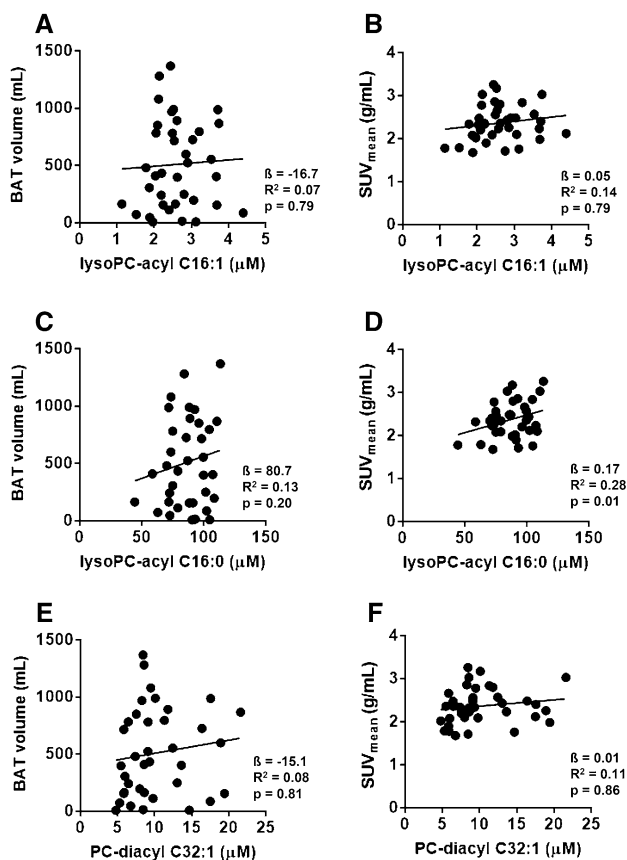 A
BAT volume (mL)
1500
1000
500
0
0 1 2 3 4 5
lysoPC-acyl C16:1 (μM)
ß = -16.7
R² = 0.07
p = 0.79
B
SUVmean (g/mL)
4
3
2
1
0
0 1 2 3 4 5
lysoPC-acyl C16:1 (μM)
ß = 0.05
R² = 0.14
p = 0.79
C
BAT volume (mL)
1500
1000
500
0
0 50 100 150
lysoPC-acyl C16:0 (μM)
ß = 80.7
R² = 0.13
p = 0.20
D
SUVmean (g/mL)
4
3
2
1
0
0 50 100 150
lysoPC-acyl C16:0 (μM)
ß = 0.17
R² = 0.28
p = 0.01
E
BAT volume (mL)
1500
1000
500
0
0 5 10 15 20 25
PC-diacyl C32:1 (μM)
ß = -15.1
R² = 0.08
p = 0.81
F
SUVmean (g/mL)
4
3
2
1
0
0 5 10 15 20 25
PC-diacyl C32:1 (μM)
ß = 0.01
R² = 0.11
p = 0.86